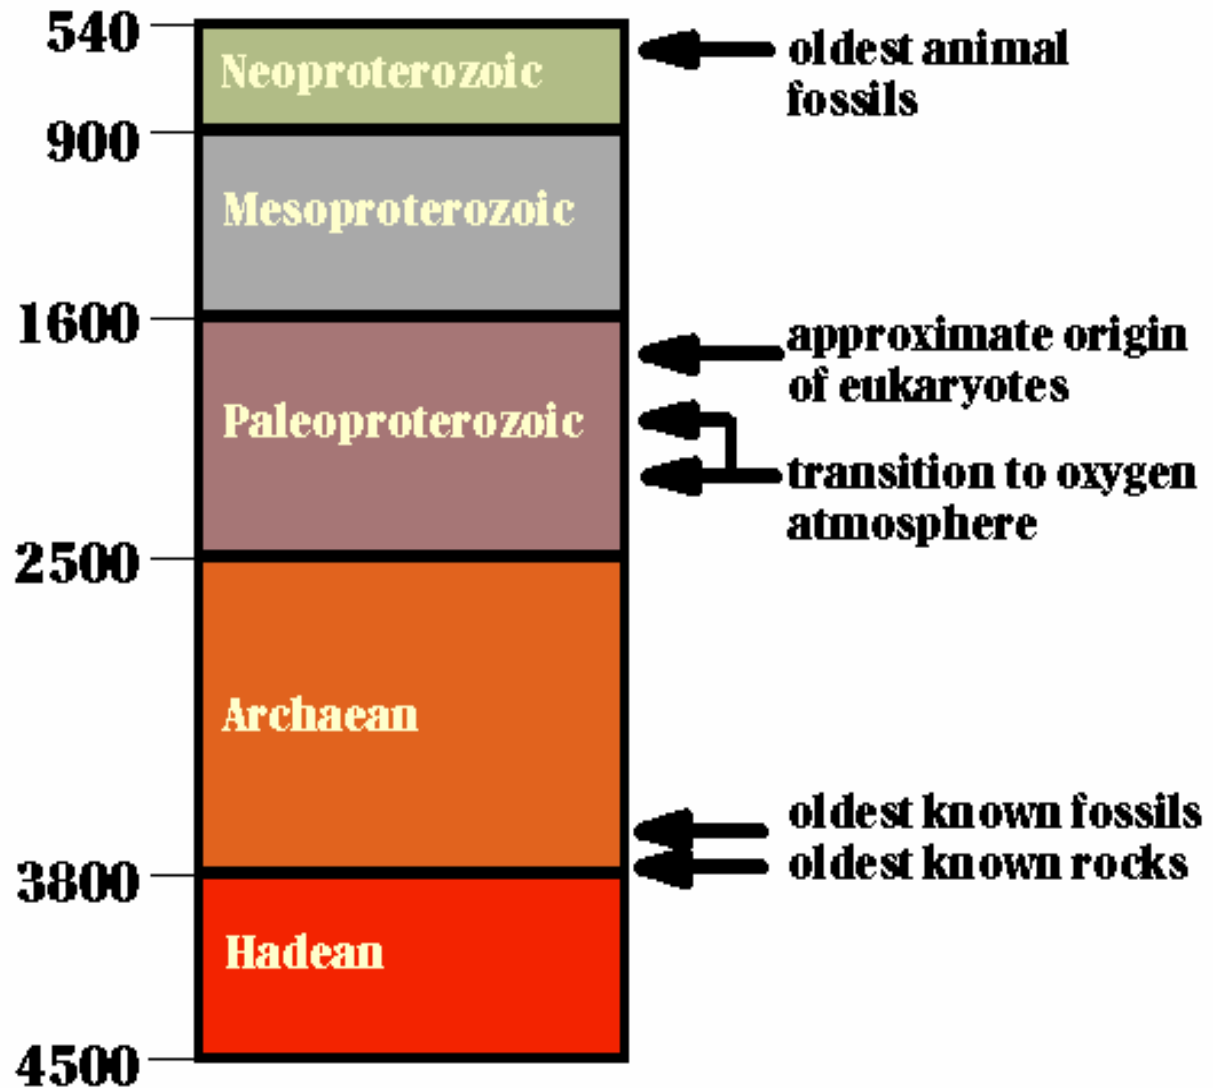 540
Neoproterozoic
oldest animal
fossils
900
Mesoproterozoic
1600
approximate origin
of eukaryotes
Paleoproterozoic
transition to oxygen
atmosphere
2500
Archaean
oldest known fossils
oldest known rocks
3800
Hadean
4500